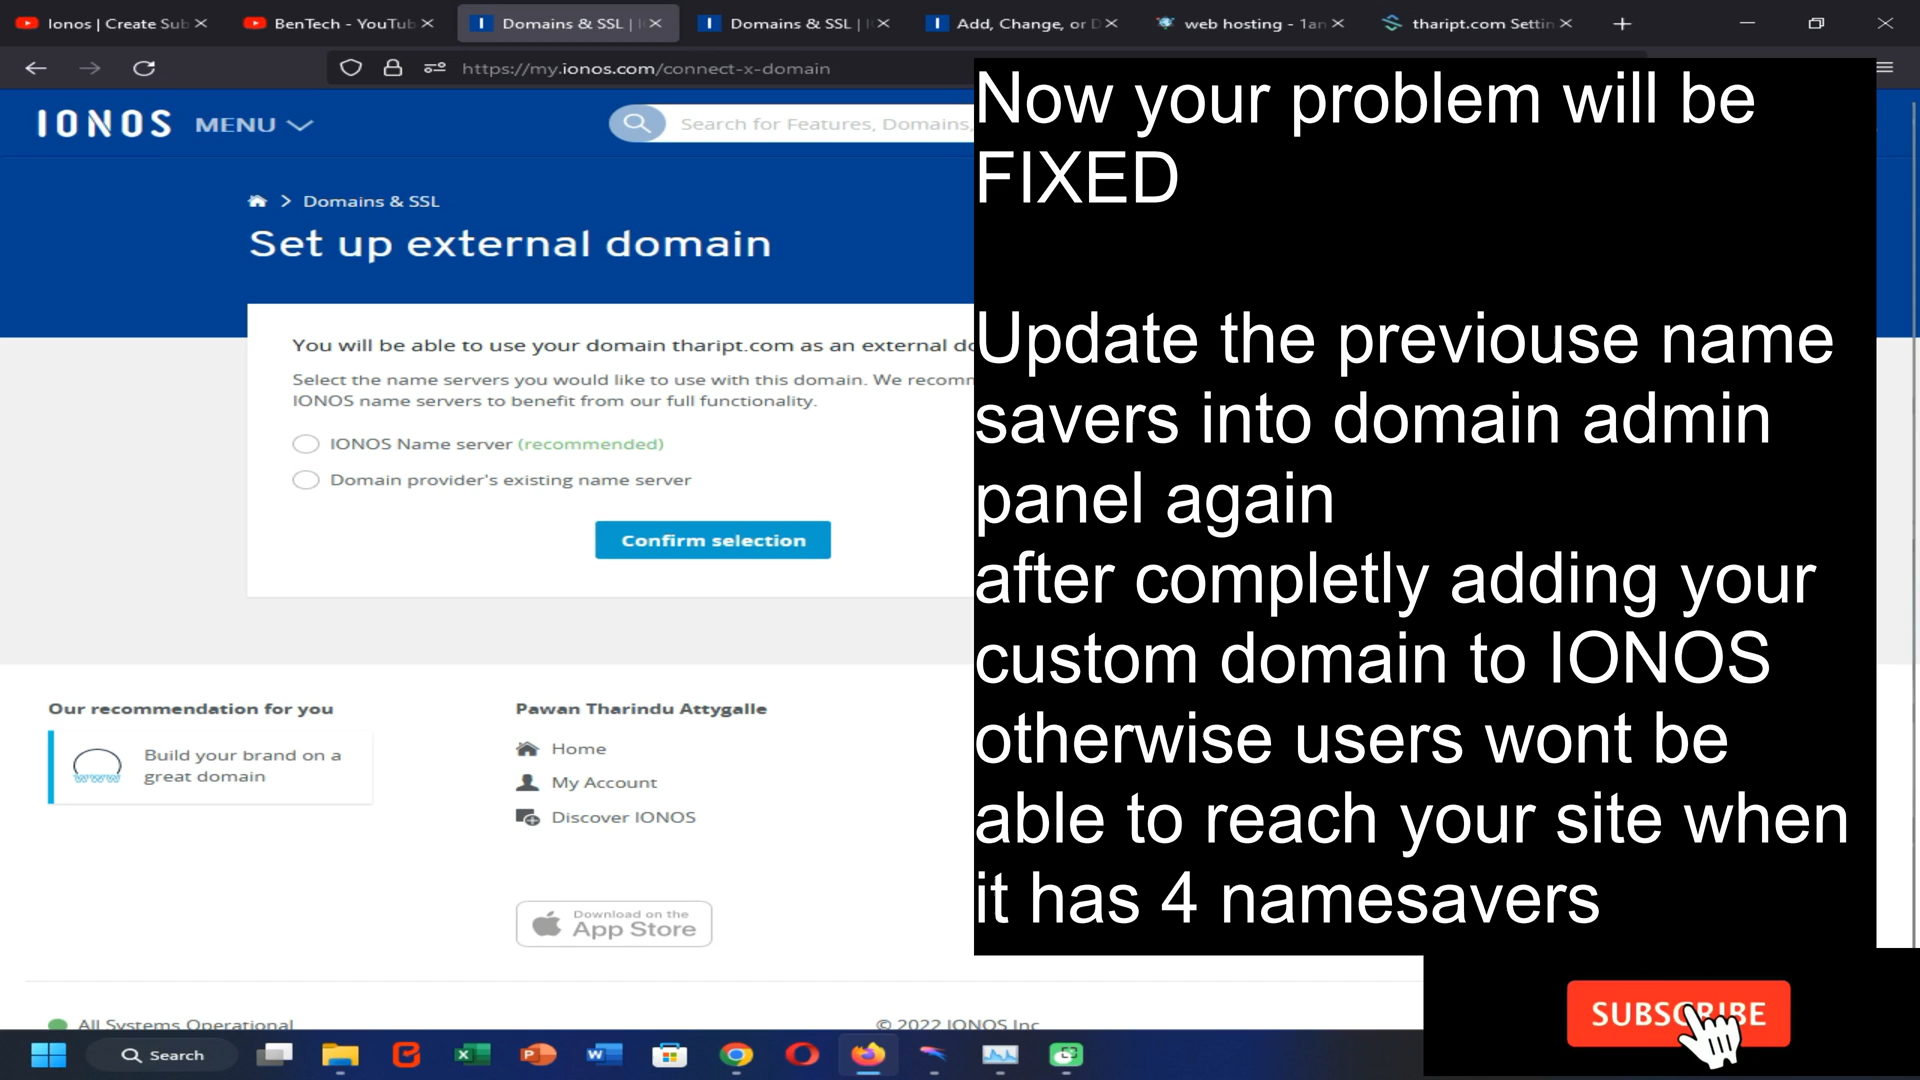 Ionos | Create Sub
BenTech - YouTub
Domains & SSL |
Domains & SSL | I
Add, Change, or D
web hosting - 1an
thaript.com Settin
https://my.ionos.com/connect-x-domain
IONOS MENU
Search for Features, Domains,
Domains & SSL
Set up external domain
You will be able to use your domain thaript.com as an external do
Select the name servers you would like to use with this domain. We recomm
IONOS name servers to benefit from our full functionality.
IONOS Name server (recommended)
Domain provider's existing name server
Confirm selection
Now your problem will be
FIXED
Update the previouse name
savers into domain admin
panel again
after completly adding your
custom domain to IONOS
otherwise users wont be
able to reach your site when
it has 4 namesavers
Our recommendation for you
www
Build your brand on a
great domain
Pawan Tharindu Attygalle
Home
My Account
Discover IONOS
Download on the
App Store
All Systems Operational
© 2022 IONOS Inc
SUBSCRIBE
Search